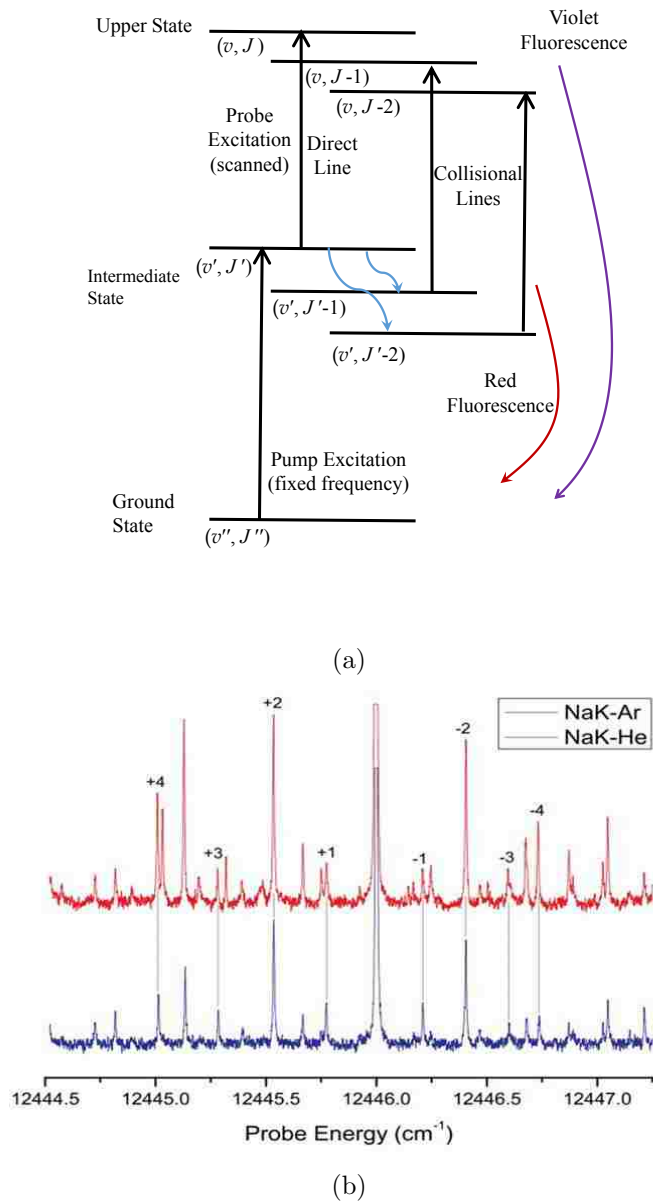 Upper State
(v, J)
(v, J-1)
(v, J-2)
Violet
Fluorescence
Probe
Excitation
(scanned)
Direct
Line
Collisional
Lines
Intermediate
State
(v', J')
(v', J'-1)
(v', J'-2)
Red
Fluorescence
Pump Excitation
(fixed frequency)
Ground
State
(v'', J'')
(a)
NaK-Ar
NaK-He
+4
+3
+2
+1
-1
-2
-3
-4
12444.5 12445.0 12445.5 12446.0 12446.5 12447.0
Probe Energy (cm⁻¹)
(b)